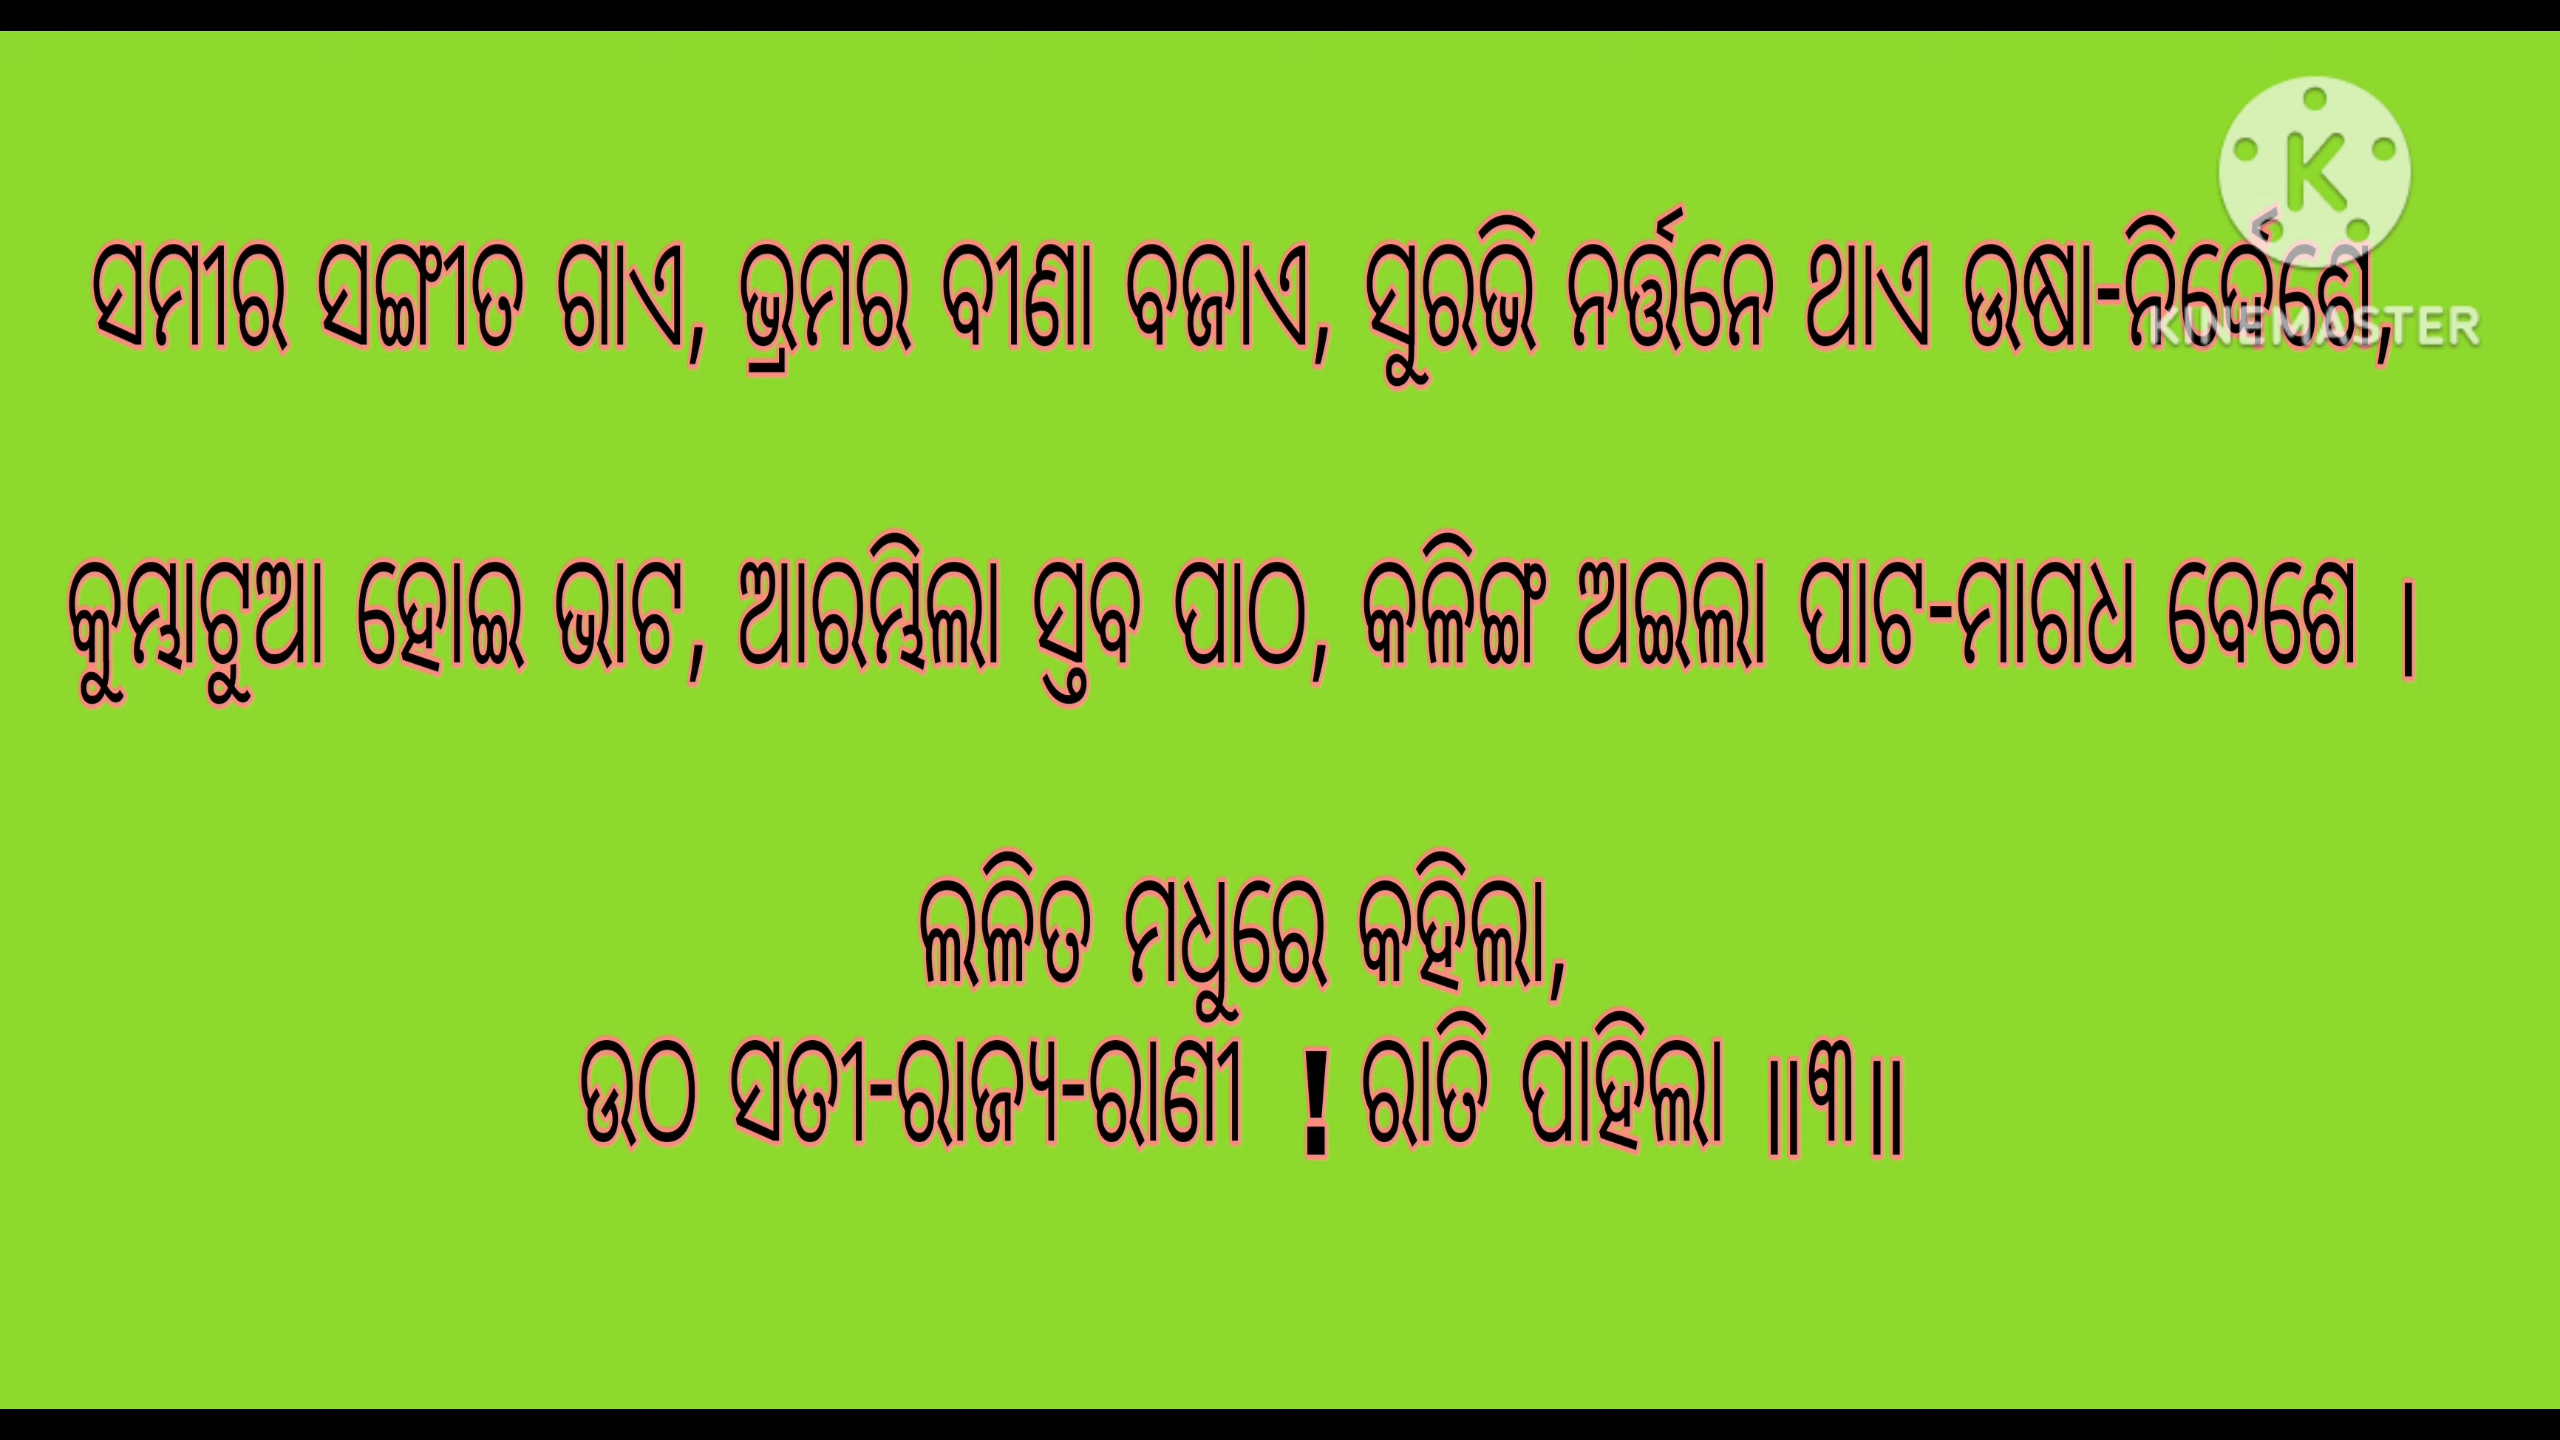 ସମୀର ସଙ୍ଗୀତ ଗାଏ, ଭ୍ରମର ବୀଣା ବଜାଏ, ସୁରଭି ନର୍ତ୍ତନେ ଥାଏ ଉଷା-ନିର୍ଦ୍ଦେଶେ,
କୁମ୍ଭାଟୁଆ ହୋଇ ଭାଟ, ଆରମ୍ଭିଲା ସ୍ତବ ପାଠ, କଳିଙ୍ଗ ଅଇଲା ପାଟ-ମାଗଧ ବେଶେ ।
ଲଳିତ ମଧୁରେ କହିଲା,
ଉଠ ସତୀ-ରାଜ୍ୟ-ରାଣୀ ! ରାତି ପାହିଲା ॥୩॥
K
KINEMASTER